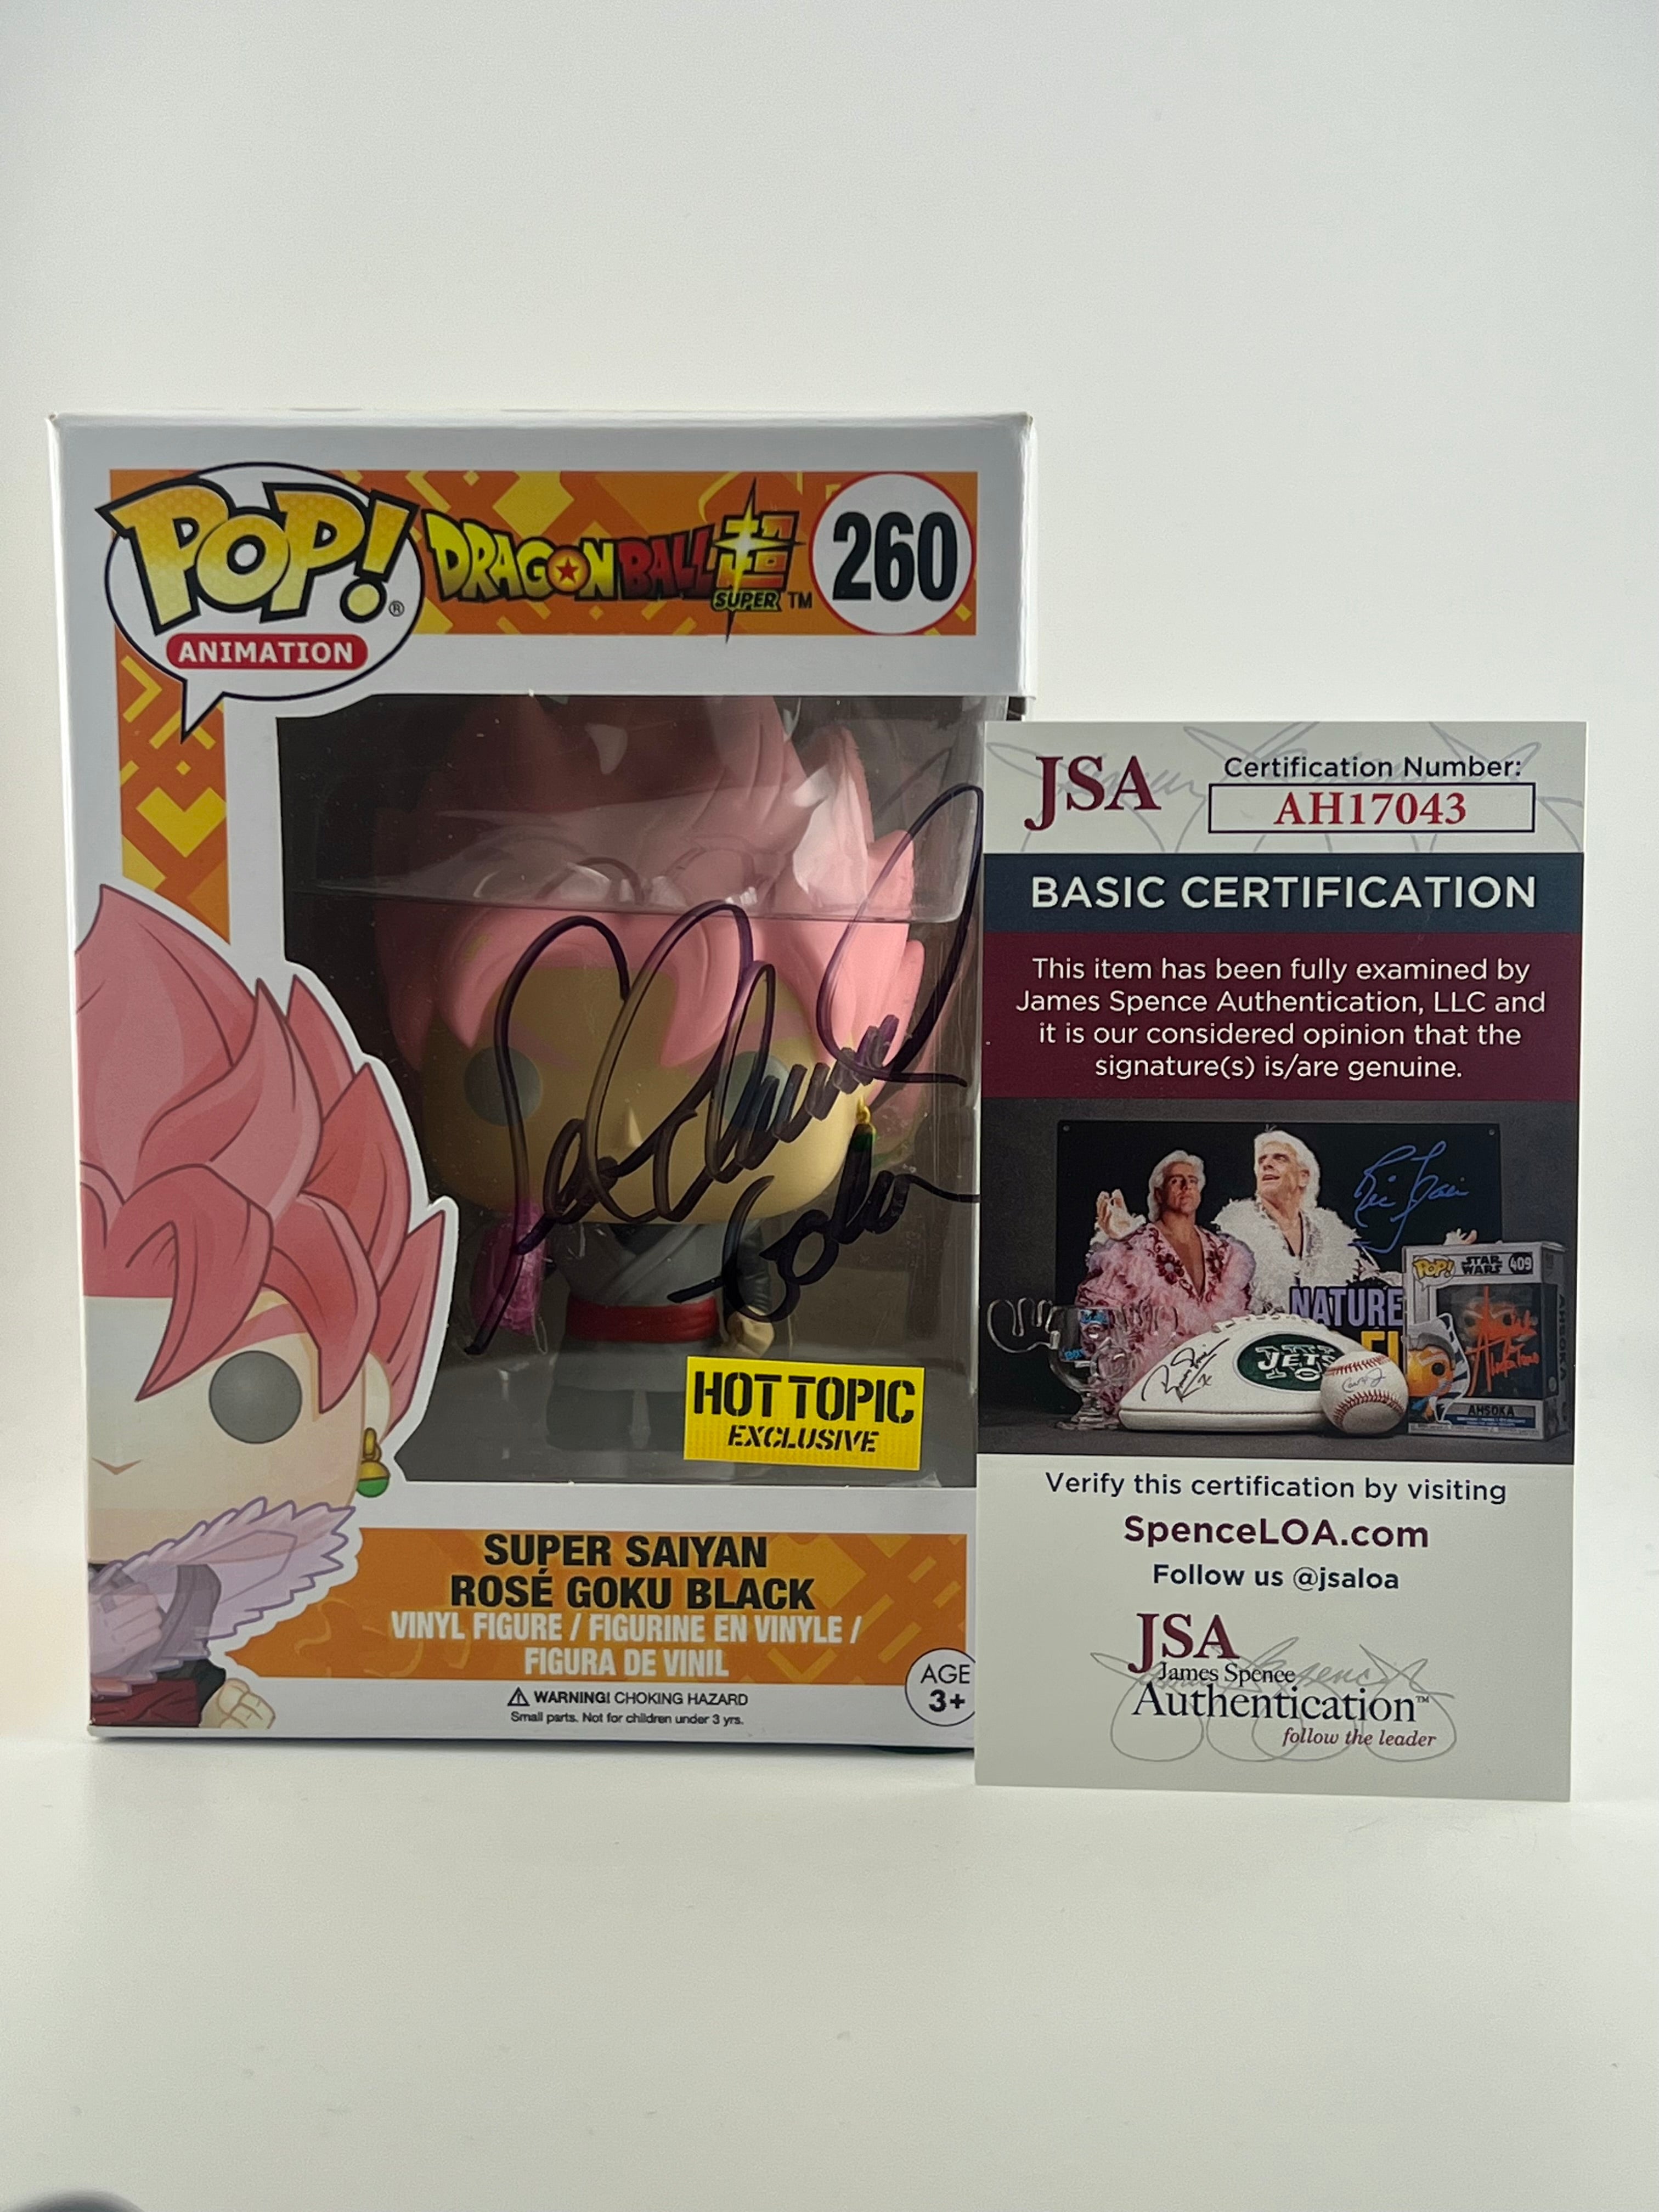 POP!®
ANIMATION
DRAGON BALL 超
SUPER ™
260
Goku
HOT TOPIC
EXCLUSIVE
SUPER SAIYAN
ROSÉ GOKU BLACK
VINYL FIGURE / FIGURINE EN VINYLE /
FIGURA DE VINIL
WARNING! CHOKING HAZARD
Small parts. Not for children under 3 yrs.
AGE
3+
JSA
Certification Number:
AH17043
BASIC CERTIFICATION
This item has been fully examined by
James Spence Authentication, LLC and
it is our considered opinion that the
signature(s) is/are genuine.
NATURE
POP! STAR WARS 409
JETS
AHSOKA
AHSOKA
Verify this certification by visiting
SpenceLOA.com
Follow us @jsaloa
JSA
James Spence
Authentication™
follow the leader